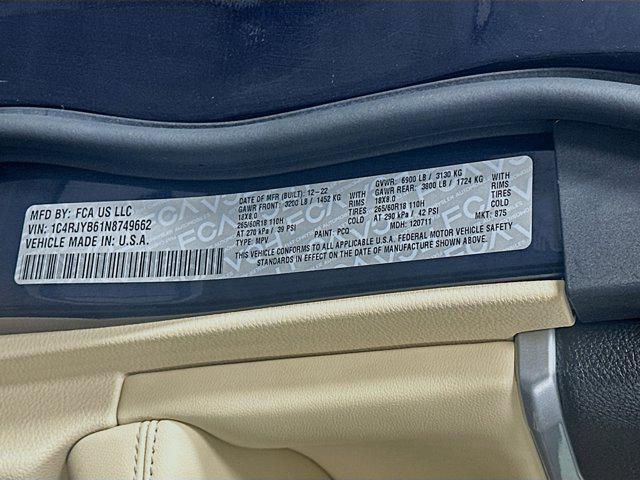 MFD BY: FCA US LLC
VIN: 1C4RJYB61N8749662
VEHICLE MADE IN: U.S.A.
DATE OF MFR (BUILT): 12-22
GAWR FRONT: 3200 LB / 1452 KG WITH
18X8.0 RIMS
265/60R18 110H TIRES
AT 270 kPa / 39 PSI COLD
TYPE: MPV PAINT: PCQ
GVWR: 6900 LB / 3130 KG
GAWR REAR: 3800 LB / 1724 KG WITH
18X8.0 RIMS
265/60R18 110H TIRES
AT 290 kPa / 42 PSI COLD
MDH: 120711 MKT: 875
THIS VEHICLE CONFORMS TO ALL APPLICABLE U.S.A. FEDERAL MOTOR VEHICLE SAFETY
STANDARDS IN EFFECT ON THE DATE OF MANUFACTURE SHOWN ABOVE.